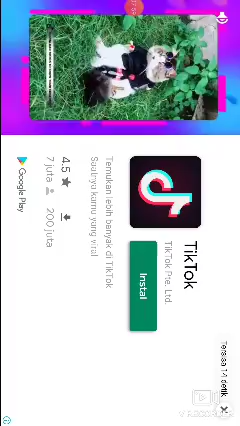 Tersisa 14 detik
TikTok
TikTok Pte. Ltd.
Instal
Temukan lebih banyak di TikTok
Saatnya kamu yang viral
4.5
7 juta
200 juta
Google Play